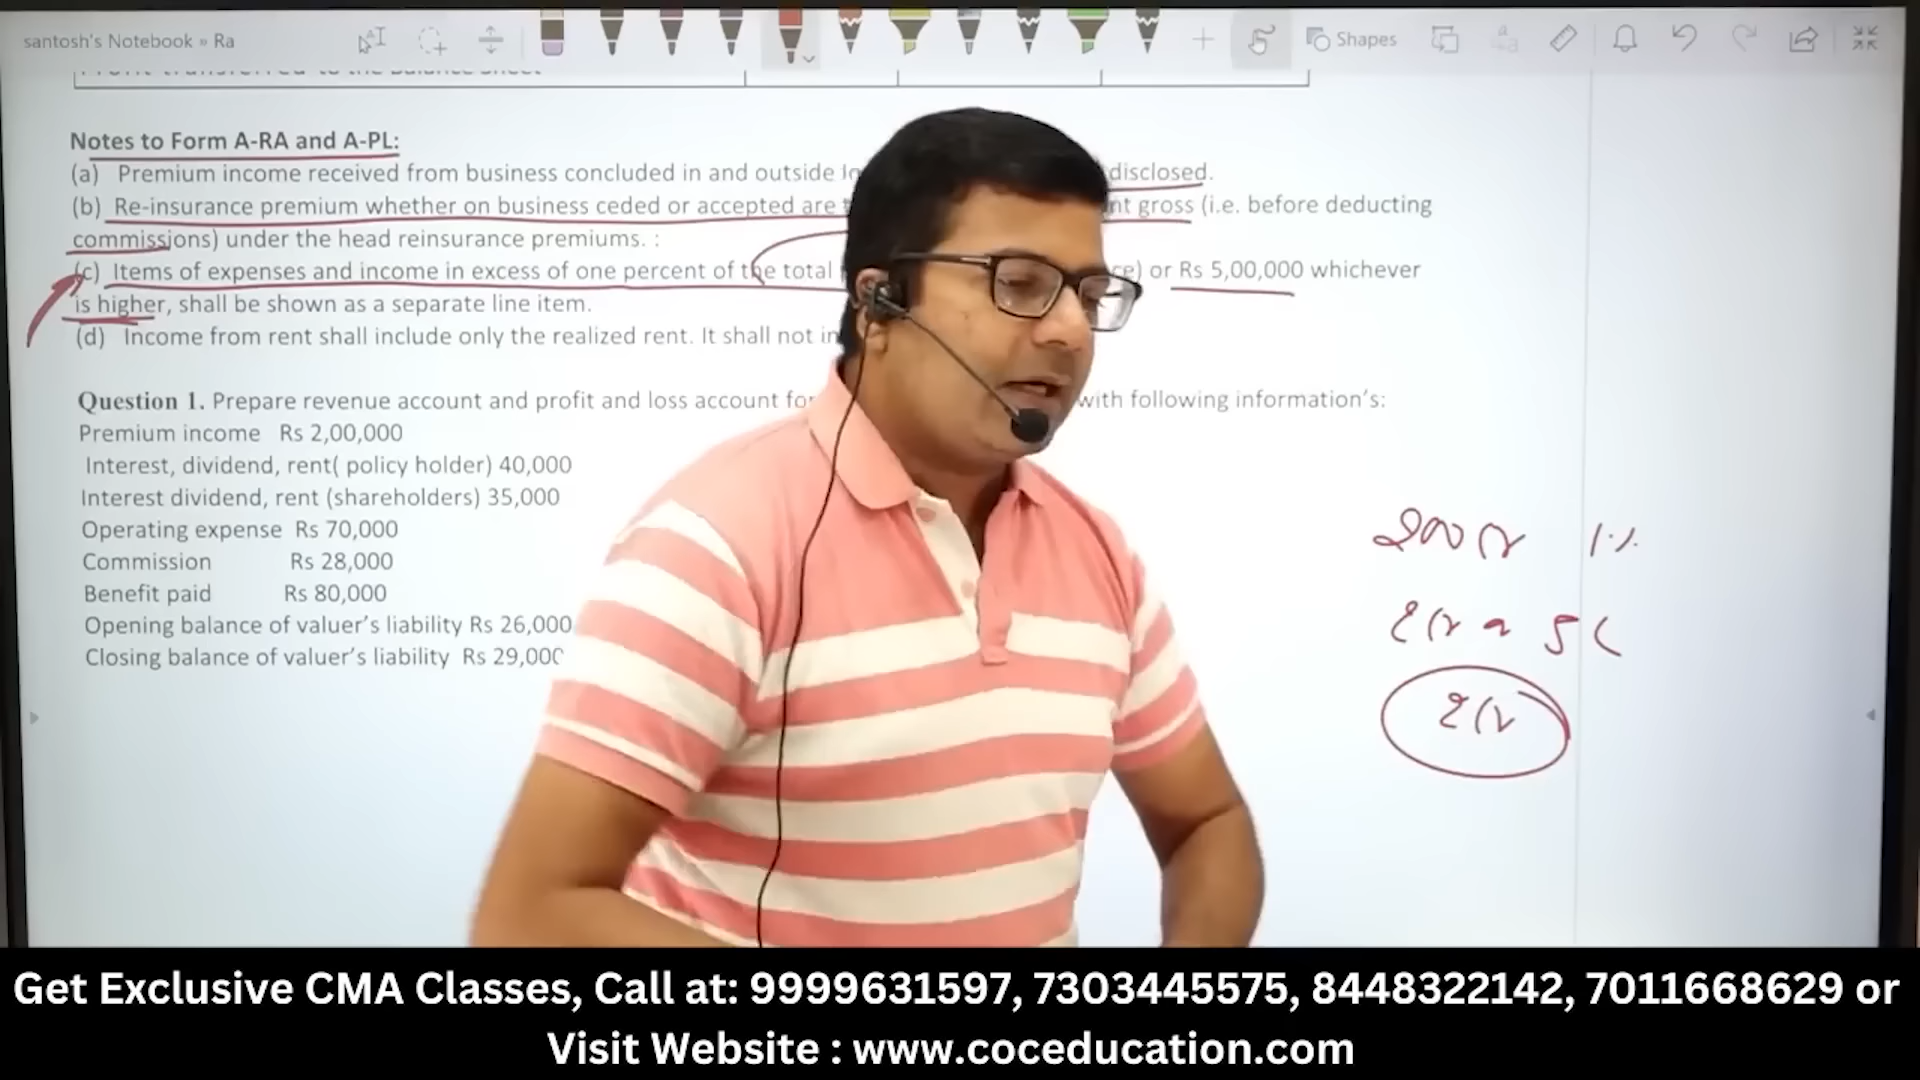 santosh's Notebook » Ra
Shapes
Profit transferred to the Balance Sheet
Notes to Form A-RA and A-PL:
(a) Premium income received from business concluded in and outside disclosed.
(b) Re-insurance premium whether on business ceded or accepted are gross (i.e. before deducting
commissions) under the head reinsurance premiums. :
(c) Items of expenses and income in excess of one percent of the total or Rs 5,00,000 whichever
is higher, shall be shown as a separate line item.
(d) Income from rent shall include only the realized rent. It shall not
Question 1. Prepare revenue account and profit and loss account with following information's:
Premium income Rs 2,00,000
Interest, dividend, rent( policy holder) 40,000
Interest dividend, rent (shareholders) 35,000
Operating expense Rs 70,000
Commission Rs 28,000
Benefit paid Rs 80,000
Opening balance of valuer's liability Rs 26,000
Closing balance of valuer's liability Rs 29,000
1%
Get Exclusive CMA Classes, Call at: 9999631597, 7303445575, 8448322142, 7011668629 or
Visit Website : www.coceducation.com